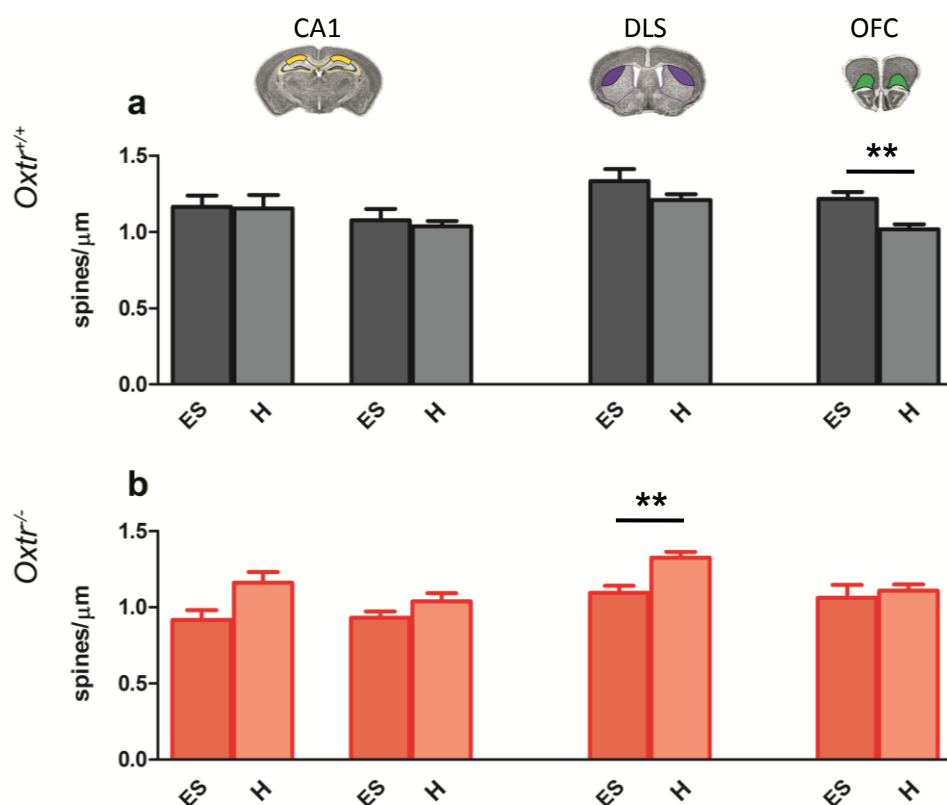 CA1 DLS OFC
a
Oxtr+/+
spines/μm
1.5
1.0
0.5
0.0
**
ES H ES H ES H ES H
b
Oxtr-/-
spines/μm
1.5
1.0
0.5
0.0
**
ES H ES H ES H ES H